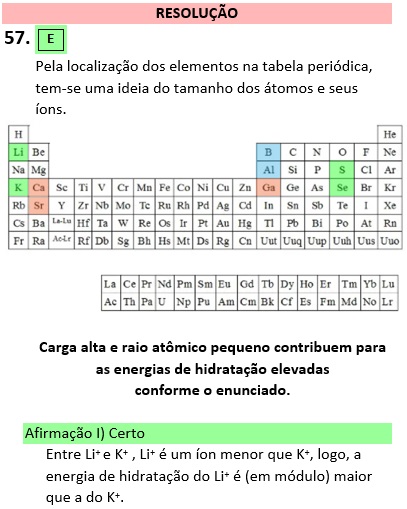 RESOLUÇÃO
57. E
Pela localização dos elementos na tabela periódica,
tem-se uma ideia do tamanho dos átomos e seus
íons.
H He
Li Be B C N O F Ne
Na Mg Al Si P S Cl Ar
K Ca Sc Ti V Cr Mn Fe Co Ni Cu Zn Ga Ge As Se Br Kr
Rb Sr Y Zr Nb Mo Tc Ru Rh Pd Ag Cd In Sn Sb Te I Xe
Cs Ba La-Lu Hf Ta W Re Os Ir Pt Au Hg Tl Pb Bi Po At Rn
Fr Ra Ac-Lr Rf Db Sg Bh Hs Mt Ds Rg Cn Uut Uuq Uup Uuh Uus Uuo
La Ce Pr Nd Pm Sm Eu Gd Tb Dy Ho Er Tm Yb Lu
Ac Th Pa U Np Pu Am Cm Bk Cf Es Fm Md No Lr
Carga alta e raio atômico pequeno contribuem para
as energias de hidratação elevadas
conforme o enunciado.
Afirmação I) Certo
Entre Li⁺ e K⁺ , Li⁺ é um íon menor que K⁺, logo, a
energia de hidratação do Li⁺ é (em módulo) maior
que a do K⁺.